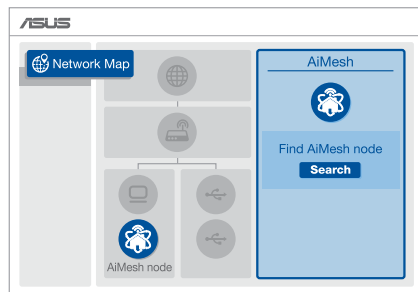 ASUS
Network Map
AiMesh
Find AiMesh node
Search
AiMesh node